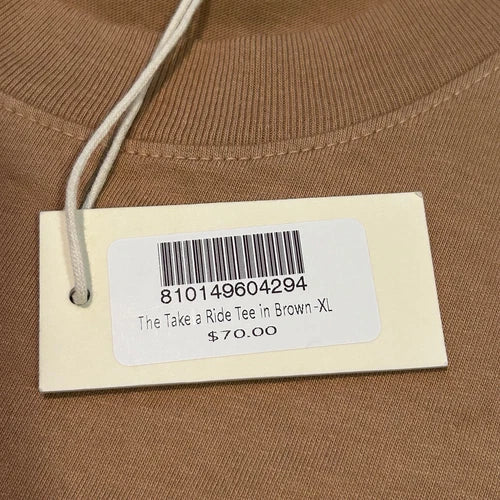 810149604294
The Take a Ride Tee in Brown-XL
$70.00